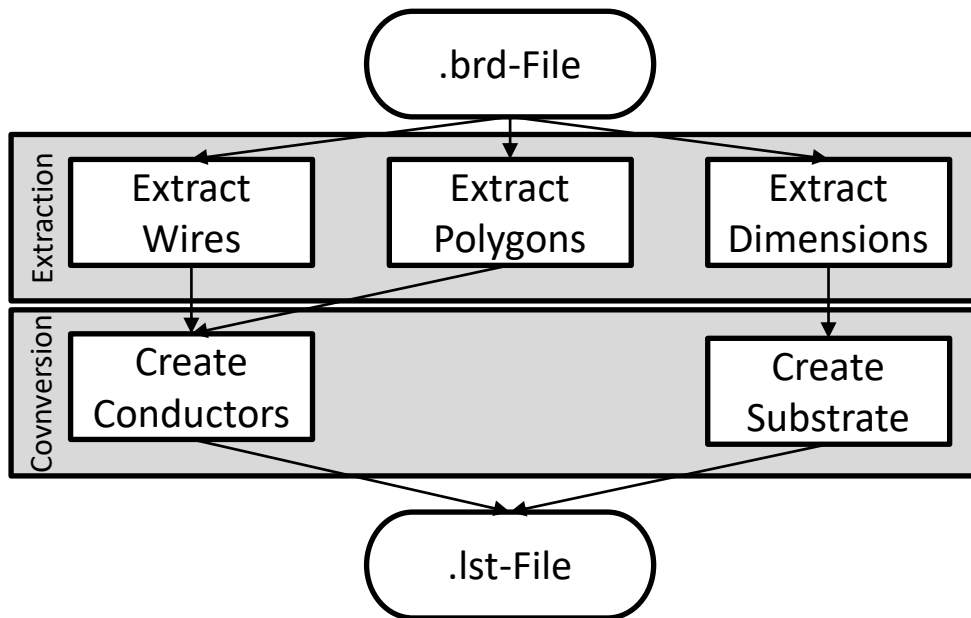 .brd-File
Extraction
Extract
Wires
Extract
Polygons
Extract
Dimensions
Covnversion
Create
Conductors
Create
Substrate
.lst-File